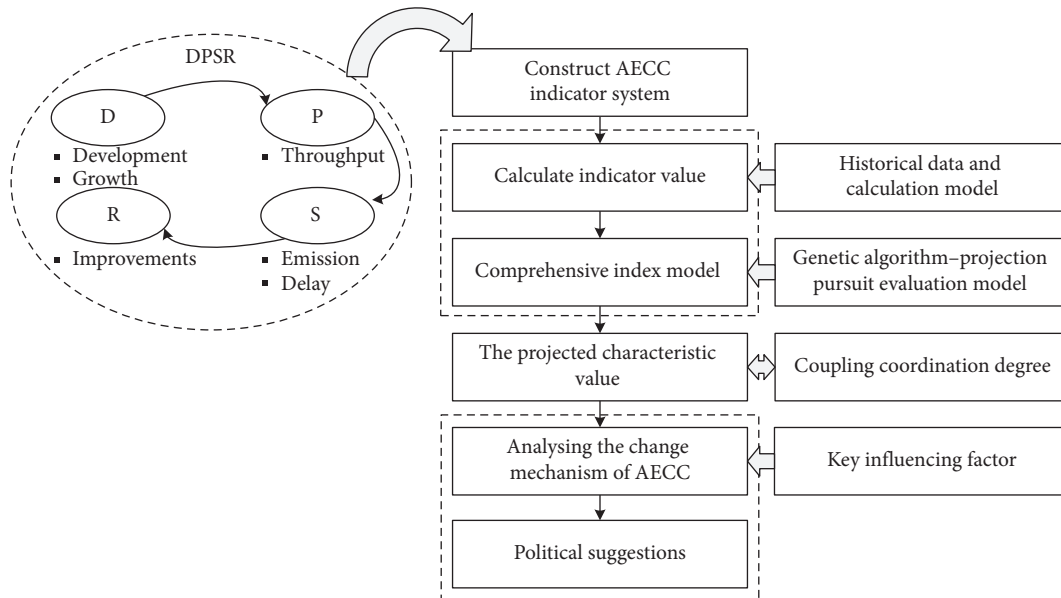 DPSR
D
P
▪ Development
▪ Growth
▪ Throughput
R
S
▪ Improvements
▪ Emission
▪ Delay
Construct AECC
indicator system
Calculate indicator value
Historical data and
calculation model
Comprehensive index model
Genetic algorithm–projection
pursuit evaluation model
The projected characteristic
value
Coupling coordination degree
Analysing the change
mechanism of AECC
Key influencing factor
Political suggestions